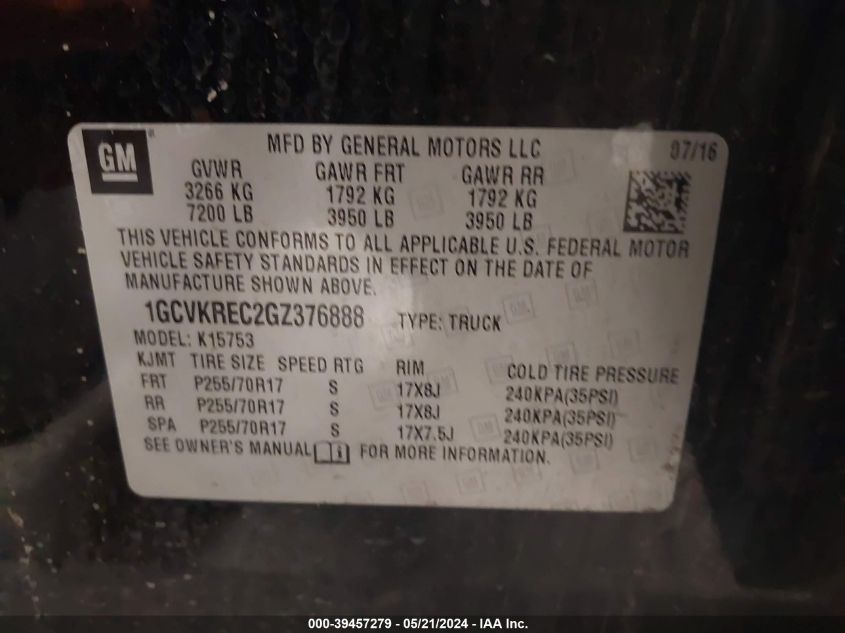 GM
MFD BY GENERAL MOTORS LLC 07/16
GVWR GAWR FRT GAWR RR
3266 KG 1792 KG 1792 KG
7200 LB 3950 LB 3950 LB
THIS VEHICLE CONFORMS TO ALL APPLICABLE U.S. FEDERAL MOTOR
VEHICLE SAFETY STANDARDS IN EFFECT ON THE DATE OF
MANUFACTURE SHOWN ABOVE.
1GCVKREC2GZ376888 TYPE: TRUCK
MODEL: K15753
KJMT TIRE SIZE SPEED RTG RIM COLD TIRE PRESSURE
FRT P255/70R17 S 17X8J 240KPA(35PSI)
RR P255/70R17 S 17X8J 240KPA(35PSI)
SPA P255/70R17 S 17X7.5J 240KPA(35PSI)
SEE OWNER'S MANUAL FOR MORE INFORMATION.
000-39457279 - 05/21/2024 - IAA Inc.